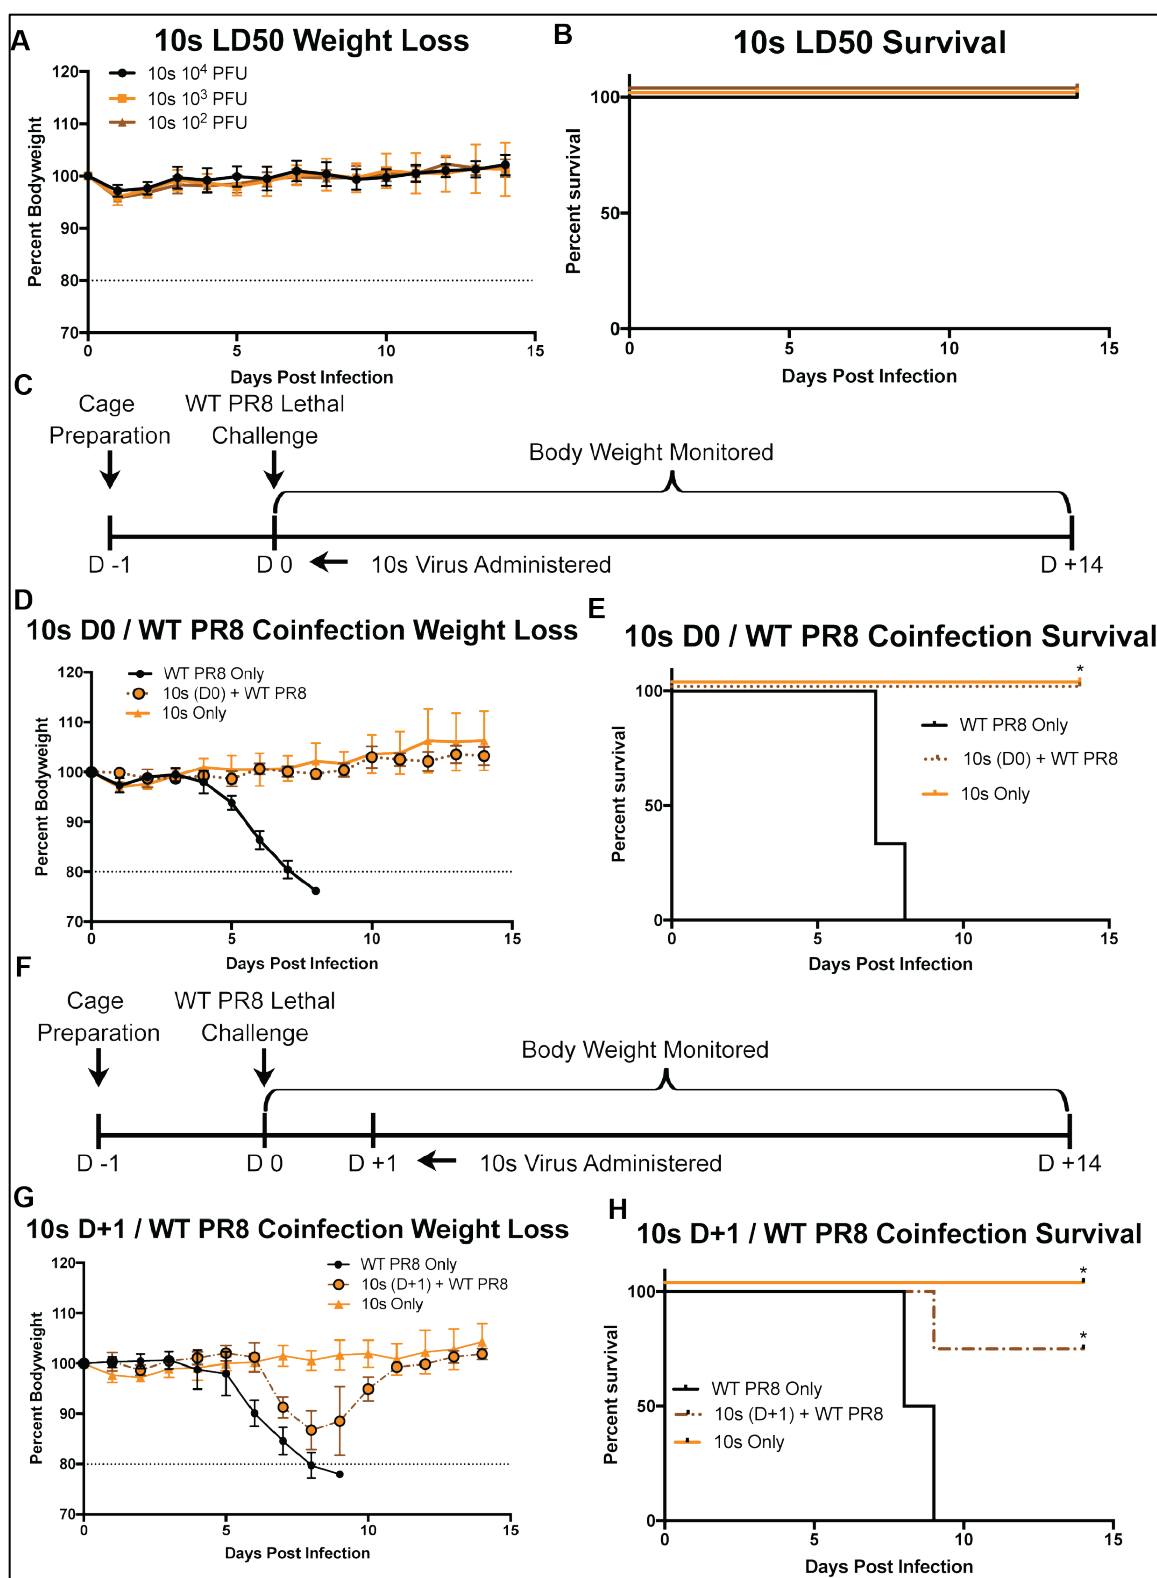 A
10s LD50 Weight Loss
120
110
100
90
80
70
0
5
10
15
Percent Bodyweight
Days Post Infection
10s 10⁴ PFU
10s 10³ PFU
10s 10² PFU
B
10s LD50 Survival
100
50
0
0
5
10
15
Percent survival
Days Post Infection
C
Cage
Preparation
WT PR8 Lethal
Challenge
Body Weight Monitored
D -1
D 0
10s Virus Administered
D +14
D
10s D0 / WT PR8 Coinfection Weight Loss
120
110
100
90
80
70
0
5
10
15
Percent Bodyweight
Days Post Infection
WT PR8 Only
10s (D0) + WT PR8
10s Only
E
10s D0 / WT PR8 Coinfection Survival
100
50
0
0
5
10
15
Percent survival
Days Post Infection
*
WT PR8 Only
10s (D0) + WT PR8
10s Only
F
Cage
Preparation
WT PR8 Lethal
Challenge
Body Weight Monitored
D -1
D 0
D +1
10s Virus Administered
D +14
G
10s D+1 / WT PR8 Coinfection Weight Loss
120
110
100
90
80
70
0
5
10
15
Percent Bodyweight
Days Post Infection
WT PR8 Only
10s (D+1) + WT PR8
10s Only
H
10s D+1 / WT PR8 Coinfection Survival
100
50
0
0
5
10
15
Percent survival
Days Post Infection
*
*
WT PR8 Only
10s (D+1) + WT PR8
10s Only